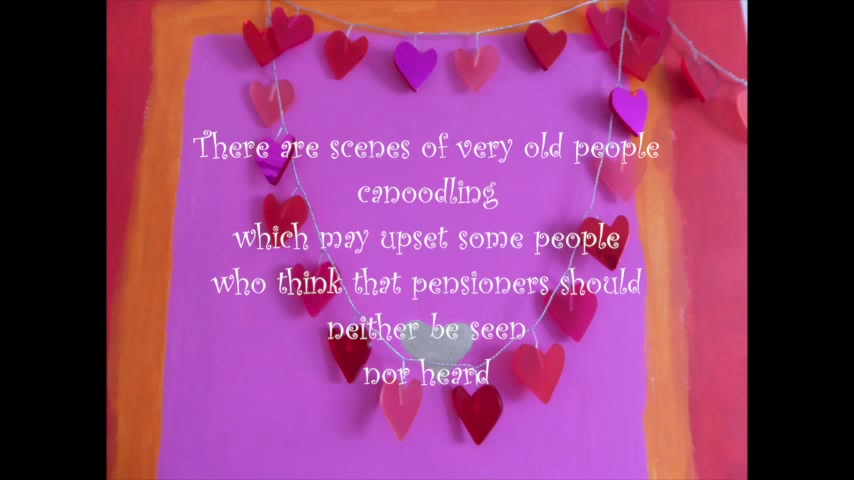 There are scenes of very old people
canoodling
which may upset some people
who think that pensioners should
neither be seen
nor heard